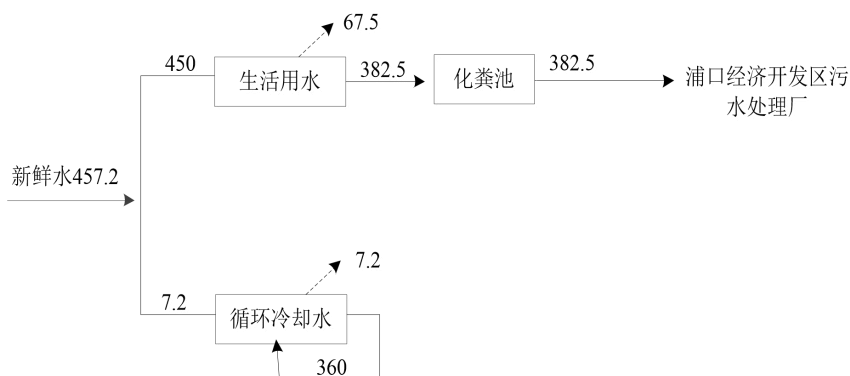 67.5
450
生活用水
382.5
化粪池
382.5
浦口经济开发区污
水处理厂
新鲜水457.2
7.2
7.2
循环冷却水
360